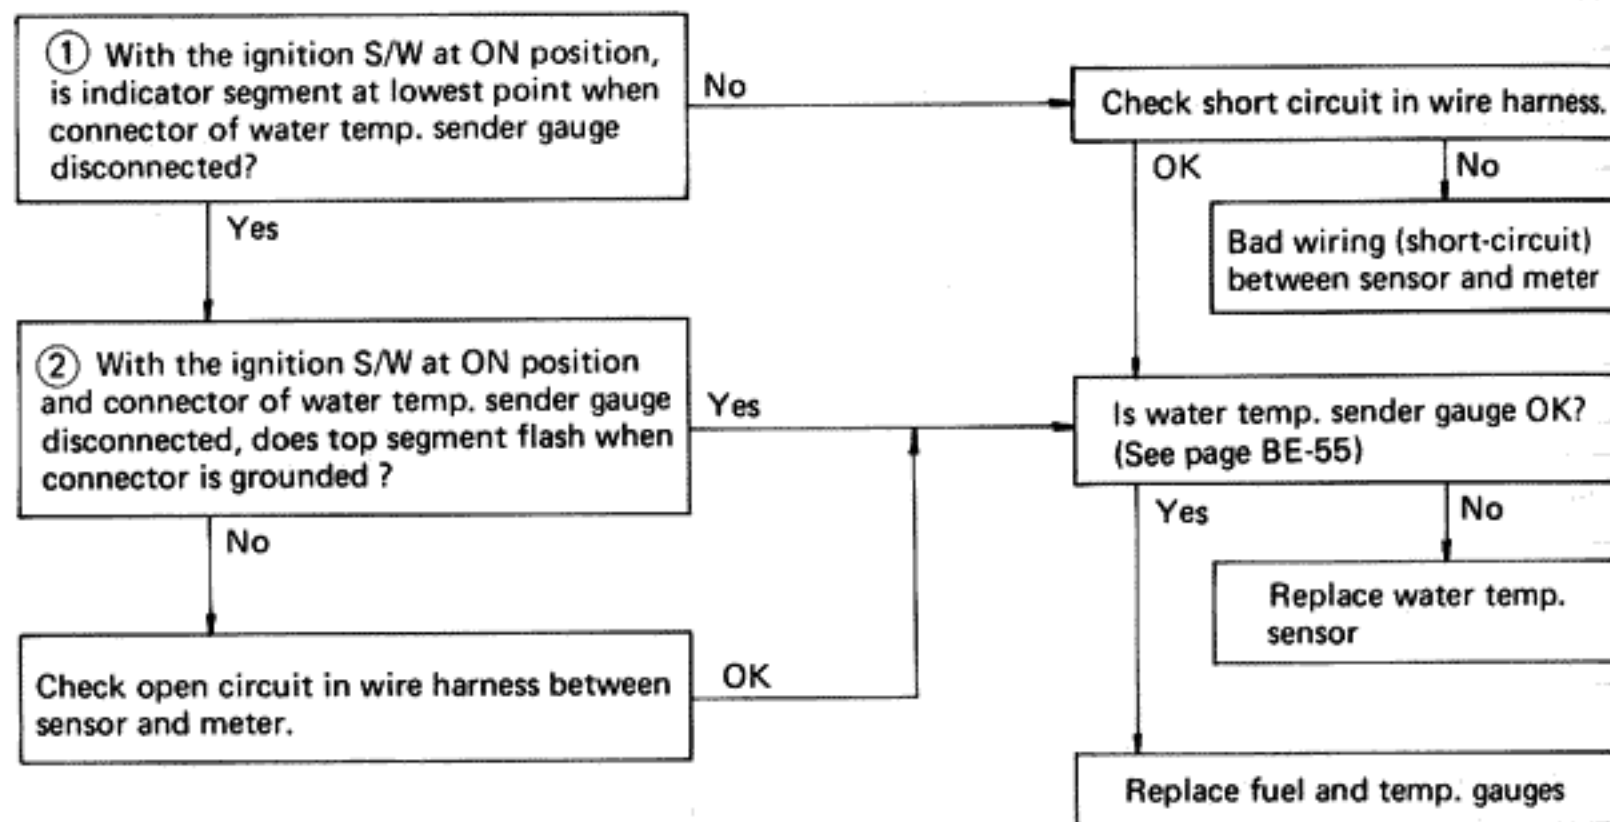 ① With the ignition S/W at ON position,
is indicator segment at lowest point when
connector of water temp. sender gauge
disconnected?
No
Check short circuit in wire harness.
OK
No
Yes
Bad wiring (short-circuit)
between sensor and meter
② With the ignition S/W at ON position
and connector of water temp. sender gauge
disconnected, does top segment flash when
connector is grounded ?
Yes
Is water temp. sender gauge OK?
(See page BE-55)
Yes
No
No
Replace water temp.
sensor
Check open circuit in wire harness between
sensor and meter.
OK
Replace fuel and temp. gauges